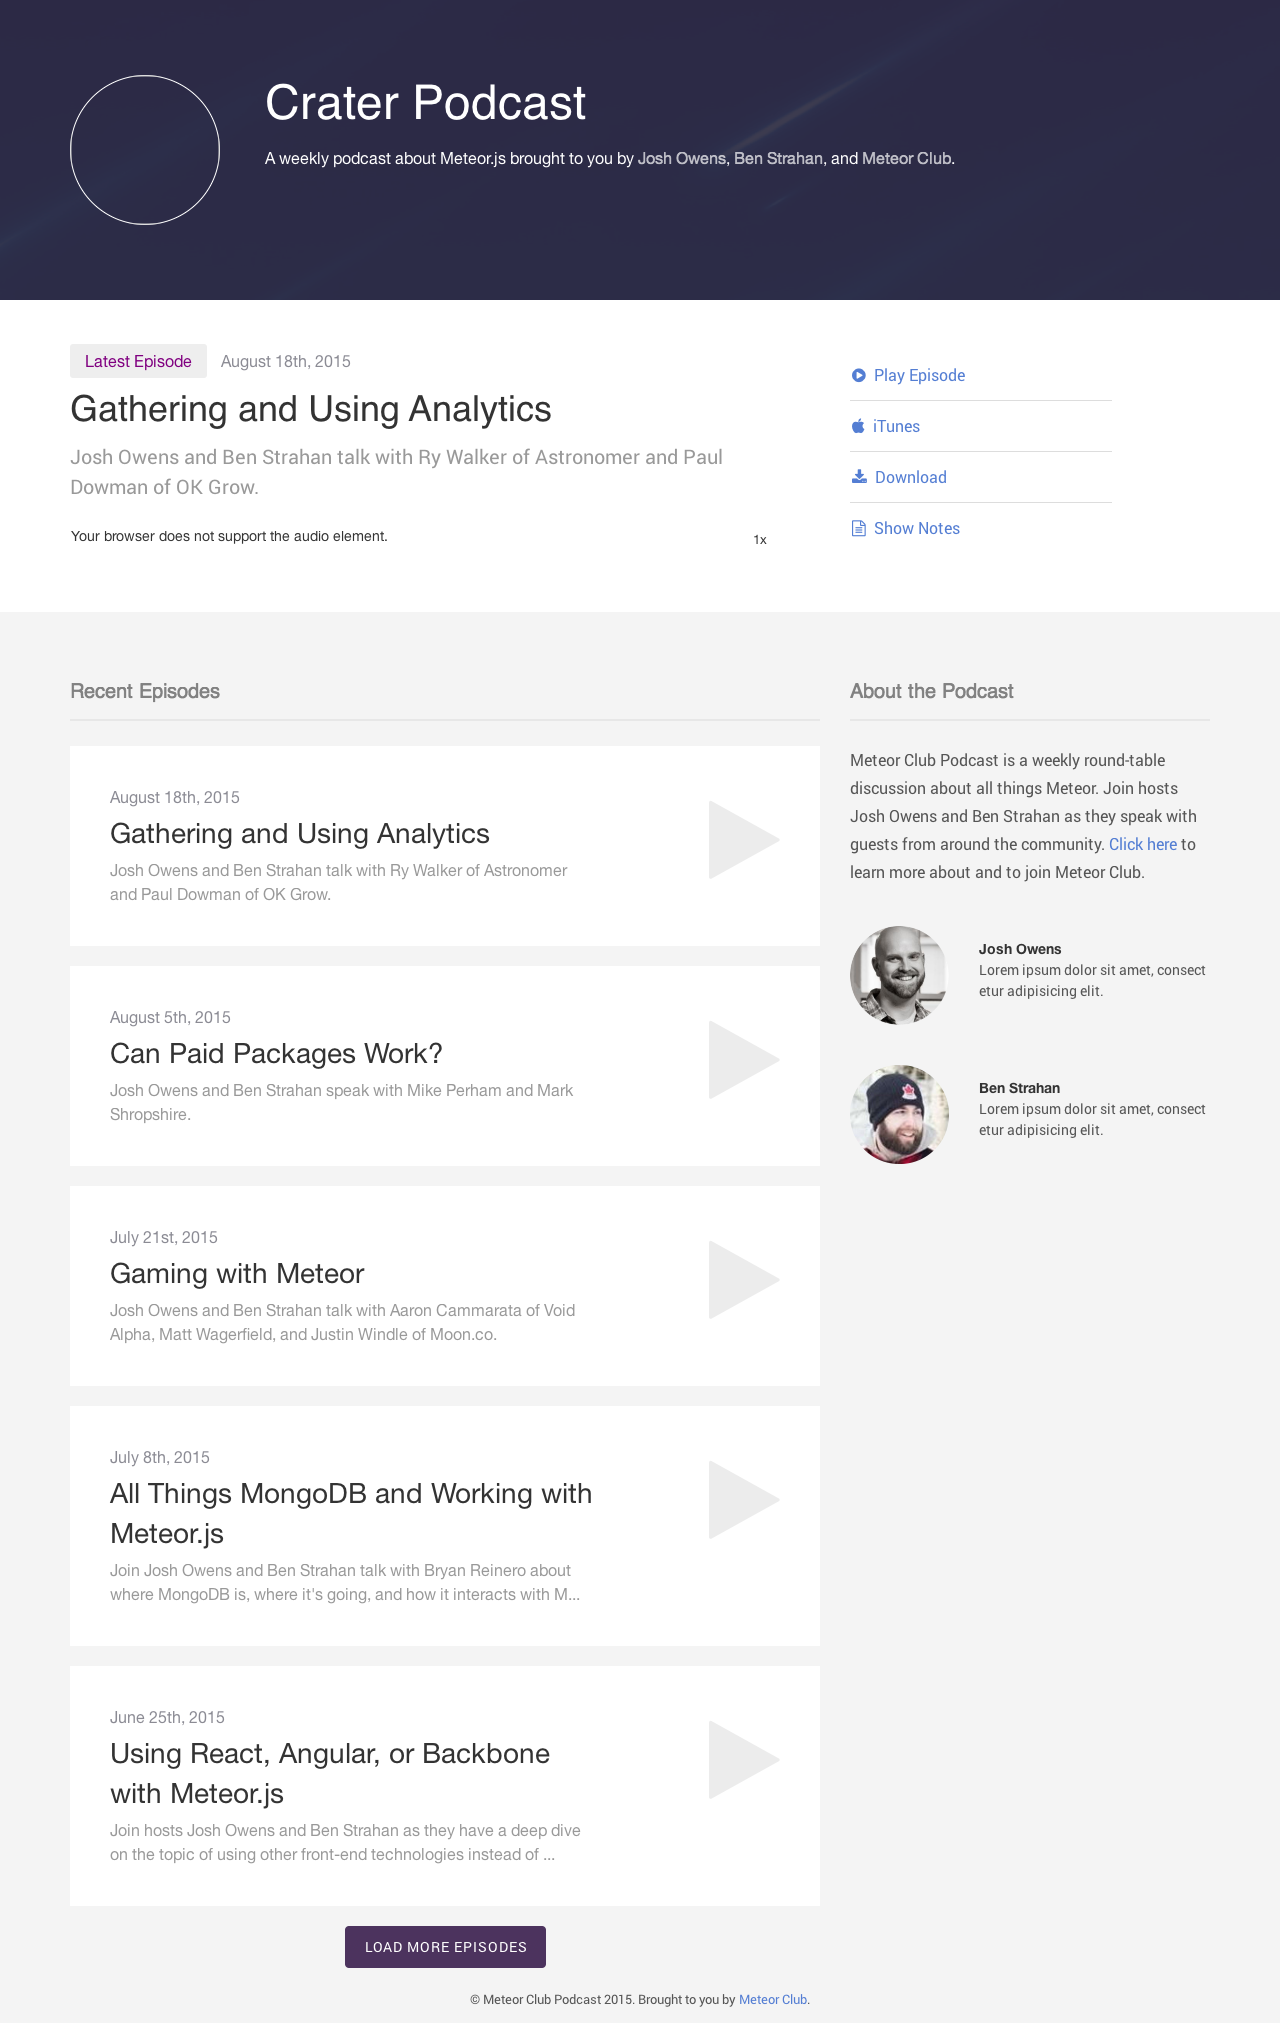 Crater Podcast
A weekly podcast about Meteor.js brought to you by Josh Owens, Ben Strahan, and Meteor Club.
Latest Episode August 18th, 2015
Gathering and Using Analytics
Josh Owens and Ben Strahan talk with Ry Walker of Astronomer and Paul
Dowman of OK Grow.
Your browser does not support the audio element.
1x
Play Episode
iTunes
Download
Show Notes
Recent Episodes
August 18th, 2015
Gathering and Using Analytics
Josh Owens and Ben Strahan talk with Ry Walker of Astronomer
and Paul Dowman of OK Grow.
August 5th, 2015
Can Paid Packages Work?
Josh Owens and Ben Strahan speak with Mike Perham and Mark
Shropshire.
July 21st, 2015
Gaming with Meteor
Josh Owens and Ben Strahan talk with Aaron Cammarata of Void
Alpha, Matt Wagerfield, and Justin Windle of Moon.co.
July 8th, 2015
All Things MongoDB and Working with
Meteor.js
Join Josh Owens and Ben Strahan talk with Bryan Reinero about
where MongoDB is, where it's going, and how it interacts with M...
June 25th, 2015
Using React, Angular, or Backbone
with Meteor.js
Join hosts Josh Owens and Ben Strahan as they have a deep dive
on the topic of using other front-end technologies instead of ...
LOAD MORE EPISODES
About the Podcast
Meteor Club Podcast is a weekly round-table
discussion about all things Meteor. Join hosts
Josh Owens and Ben Strahan as they speak with
guests from around the community. Click here to
learn more about and to join Meteor Club.
Josh Owens
Lorem ipsum dolor sit amet, consect
etur adipisicing elit.
Ben Strahan
Lorem ipsum dolor sit amet, consect
etur adipisicing elit.
© Meteor Club Podcast 2015. Brought to you by Meteor Club.